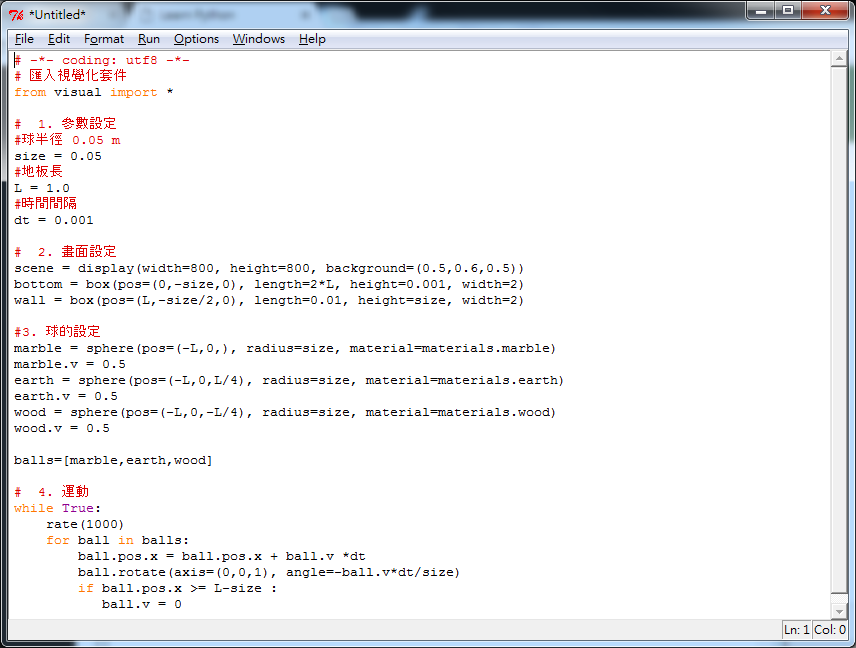 *Untitled*
File Edit Format Run Options Windows Help
# -*- coding: utf8 -*-
# 匯入視覺化套件
from visual import *
#  1. 參數設定
#球半徑 0.05 m
size = 0.05
#地板長
L = 1.0
#時間間隔
dt = 0.001
#  2. 畫面設定
scene = display(width=800, height=800, background=(0.5,0.6,0.5))
bottom = box(pos=(0,-size,0), length=2*L, height=0.001, width=2)
wall = box(pos=(L,-size/2,0), length=0.01, height=size, width=2)
#3. 球的設定
marble = sphere(pos=(-L,0,), radius=size, material=materials.marble)
marble.v = 0.5
earth = sphere(pos=(-L,0,L/4), radius=size, material=materials.earth)
earth.v = 0.5
wood = sphere(pos=(-L,0,-L/4), radius=size, material=materials.wood)
wood.v = 0.5
balls=[marble,earth,wood]
#  4. 運動
while True:
    rate(1000)
    for ball in balls:
        ball.pos.x = ball.pos.x + ball.v *dt
        ball.rotate(axis=(0,0,1), angle=-ball.v*dt/size)
        if ball.pos.x >= L-size :
           ball.v = 0
Ln: 1 Col: 0